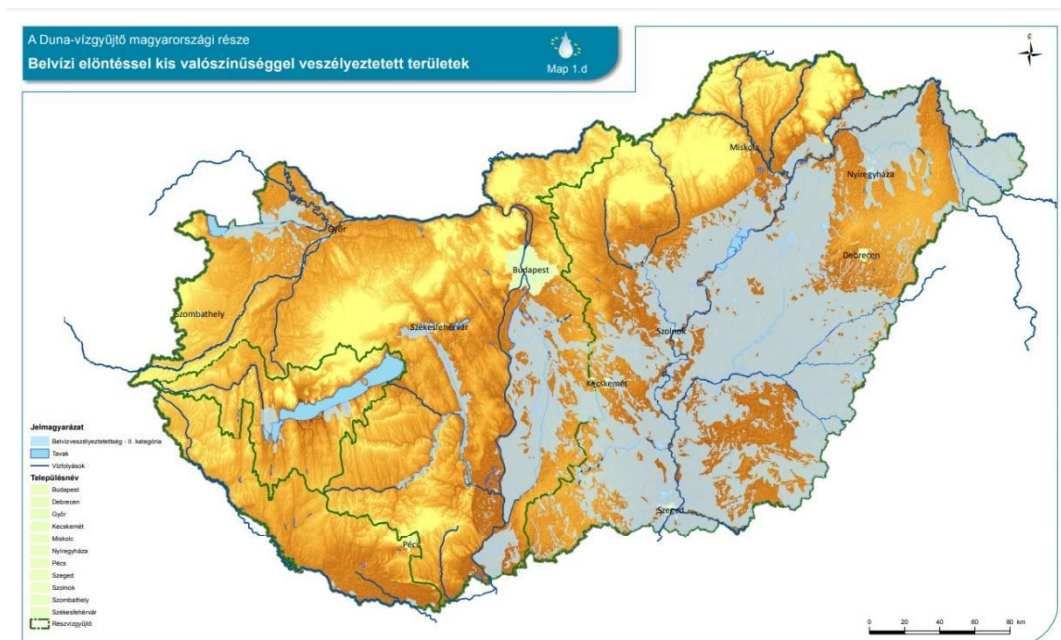 A Duna-vízgyűjtő magyarországi része
Belvízi elöntéssel kis valószínűséggel veszélyeztetett területek
Map 1.d
É
Miskolc
Nyíregyháza
Győr
Debrecen
Budapest
Szombathely
Székesfehérvár
Szolnok
Kecskemét
Szeged
Pécs
Jelmagyarázat
Belvízveszélyeztetettség - II. kategória
Tavak
Vízfolyások
Településnév
Budapest
Debrecen
Győr
Kecskemét
Miskolc
Nyíregyháza
Pécs
Szeged
Szolnok
Szombathely
Székesfehérvár
Részvízgyűjtő
0 20 40 60 80 km